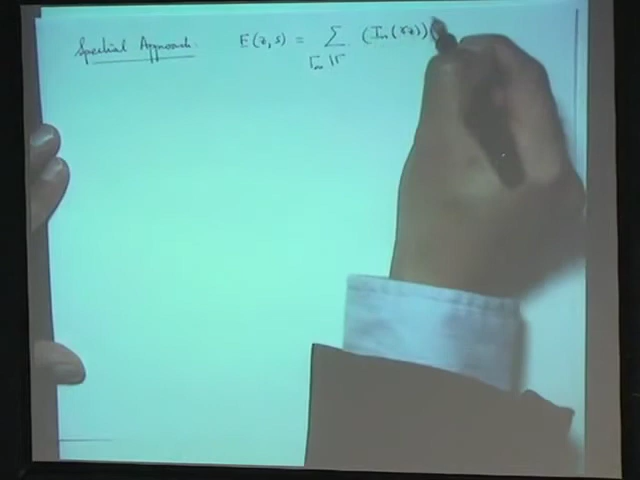 Spectral Approach. E(z,s) = Σ (Im(γz))
Γ∞\Γ